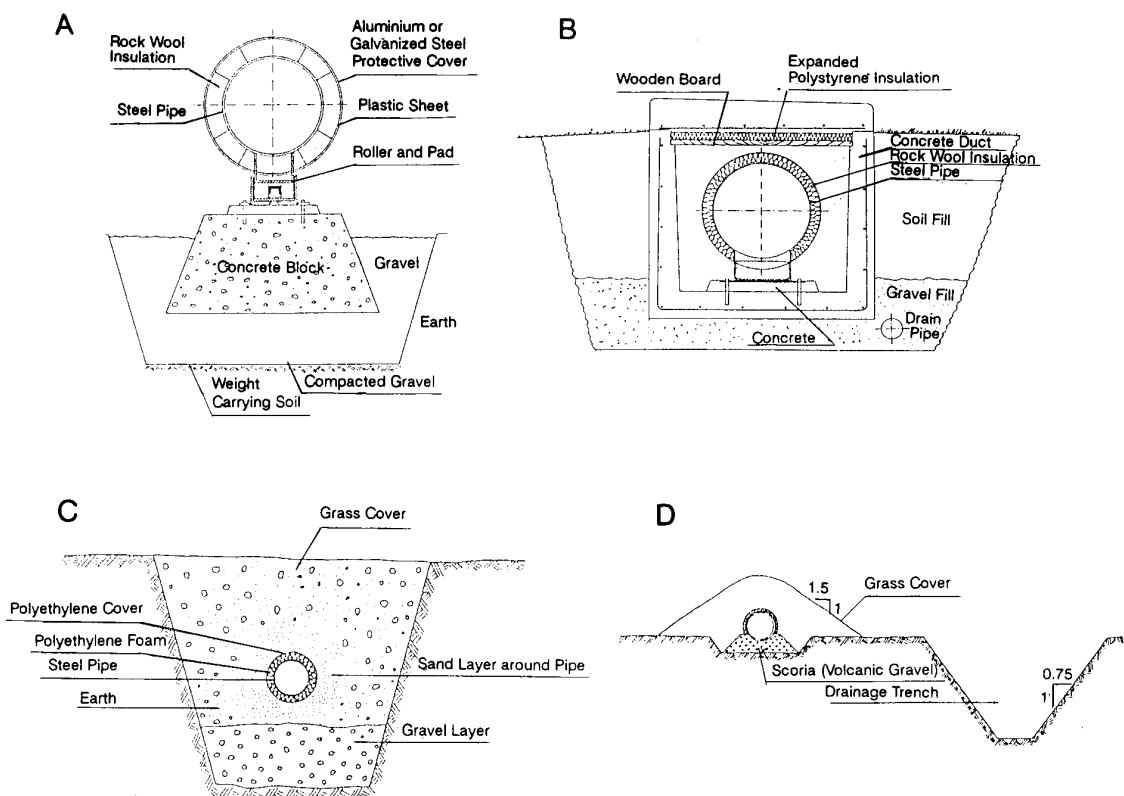 A
Rock Wool
Insulation
Steel Pipe
Aluminium or
Galvanized Steel
Protective Cover
Plastic Sheet
Roller and Pad
Concrete Block
Gravel
Earth
Weight
Carrying Soil
Compacted Gravel
B
Wooden Board
Expanded
Polystyrene Insulation
Concrete Duct
Rock Wool Insulation
Steel Pipe
Soil Fill
Gravel Fill
Drain
Pipe
Concrete
C
Grass Cover
Polyethylene Cover
Polyethylene Foam
Steel Pipe
Earth
Sand Layer around Pipe
Gravel Layer
D
1.5
1
Grass Cover
Scoria (Volcanic Gravel)
Drainage Trench
0.75
1